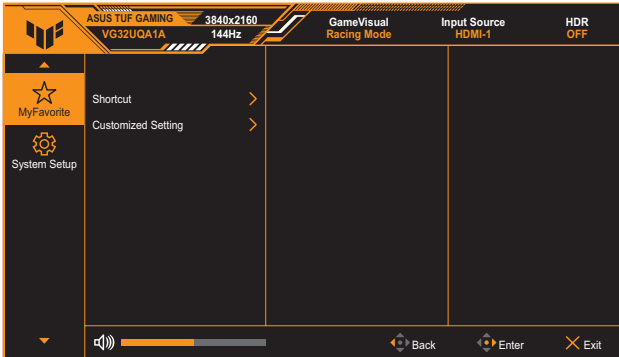 ASUS TUF GAMING
VG32UQA1A
3840x2160
144Hz
GameVisual
Racing Mode
Input Source
HDMI-1
HDR
OFF
MyFavorite
System Setup
Shortcut
Customized Setting
Back
Enter
Exit